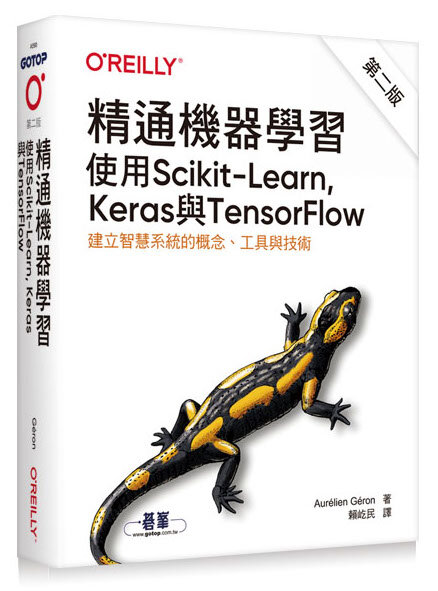 O'REILLY®
第二版
精通機器學習
使用Scikit-Learn,
Keras與TensorFlow
建立智慧系統的概念、工具與技術
Aurélien Géron 著
賴屹民 譯
碁峯
www.gotop.com.tw
GOTOP
第二版
精通機器學習
使用Scikit-Learn, Keras
與TensorFlow
Géron
O'REILLY®